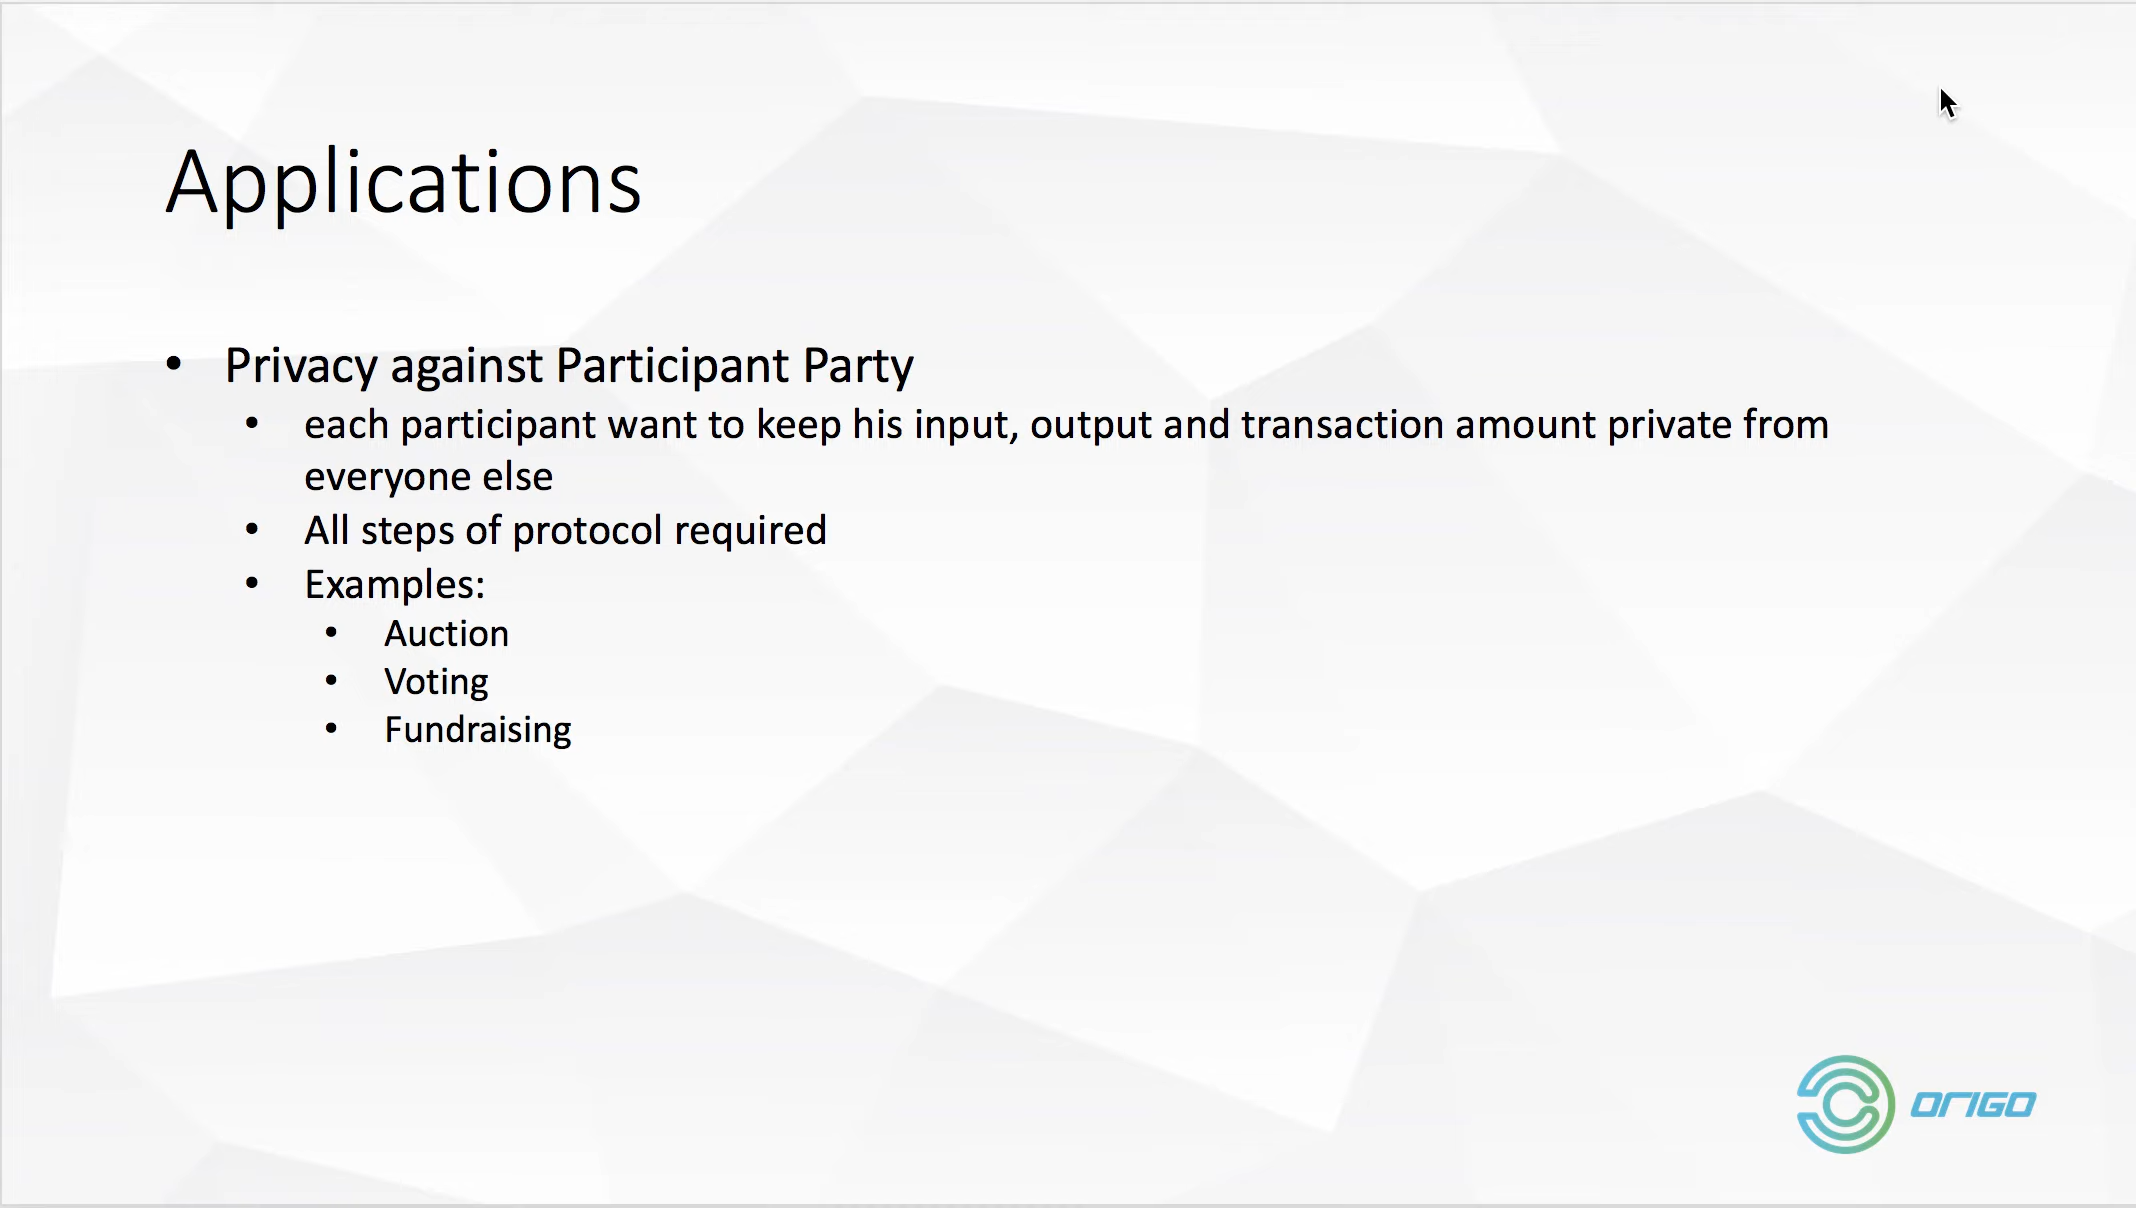 Applications
• Privacy against Participant Party
• each participant want to keep his input, output and transaction amount private from
everyone else
• All steps of protocol required
• Examples:
• Auction
• Voting
• Fundraising
ORIGO